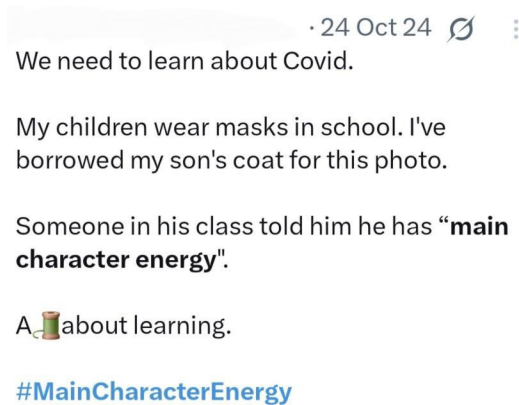 · 24 Oct 24
We need to learn about Covid.
My children wear masks in school. I've
borrowed my son's coat for this photo.
Someone in his class told him he has “main
character energy".
A🧵about learning.
#MainCharacterEnergy